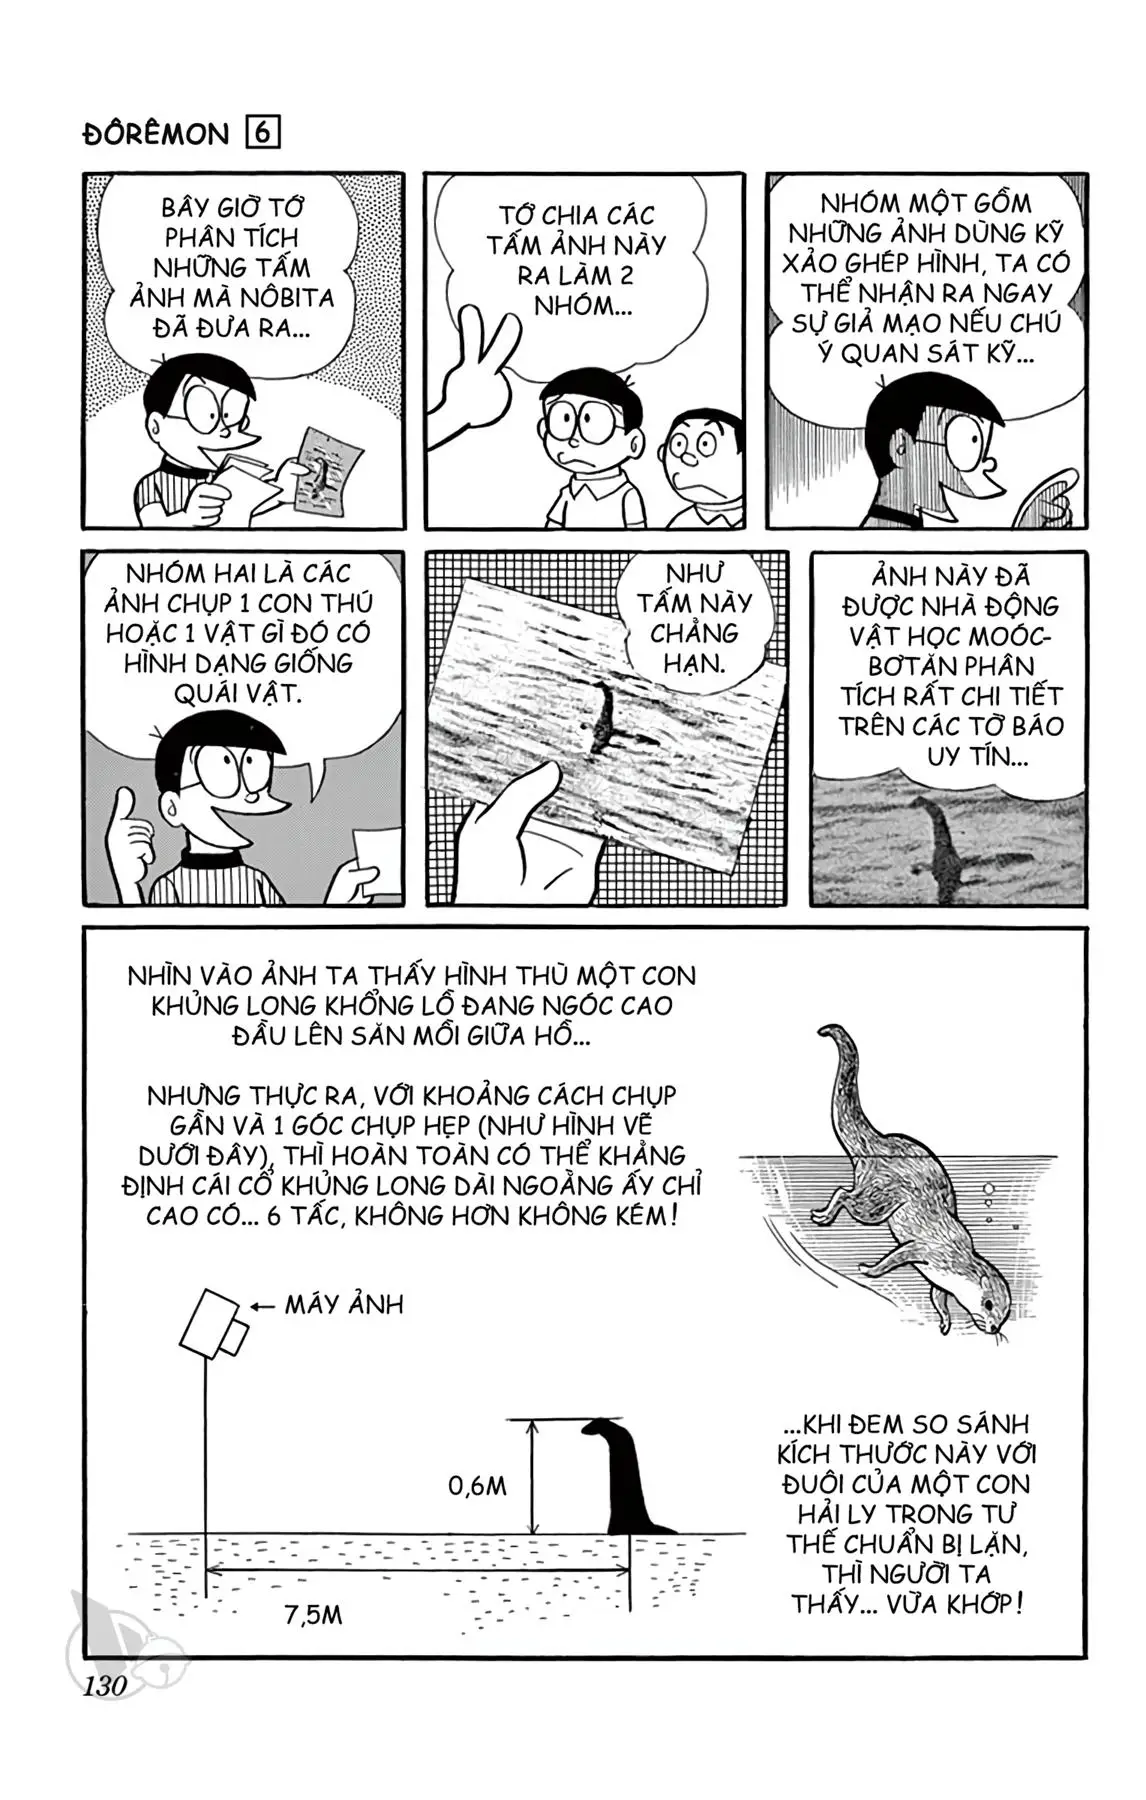 ĐÔRÊMON 6
BÂY GIỜ TỚ
PHÂN TÍCH
NHỮNG TẤM
ẢNH MÀ NÔBITA
ĐÃ ĐƯA RA...
TỚ CHIA CÁC
TẤM ẢNH NÀY
RA LÀM 2
NHÓM...
NHÓM MỘT GỒM
NHỮNG ẢNH DÙNG KỸ
XẢO GHÉP HÌNH, TA CÓ
THỂ NHẬN RA NGAY
SỰ GIẢ MẠO NẾU CHÚ
Ý QUAN SÁT KỸ...
NHÓM HAI LÀ CÁC
ẢNH CHỤP 1 CON THÚ
HOẶC 1 VẬT GÌ ĐÓ CÓ
HÌNH DẠNG GIỐNG
QUÁI VẬT.
NHƯ
TẤM NÀY
CHẲNG
HẠN.
ẢNH NÀY ĐÃ
ĐƯỢC NHÀ ĐỘNG
VẬT HỌC MOÓC-
BƠTĂN PHÂN
TÍCH RẤT CHI TIẾT
TRÊN CÁC TỜ BÁO
UY TÍN...
NHÌN VÀO ẢNH TA THẤY HÌNH THÙ MỘT CON
KHỦNG LONG KHỔNG LỒ ĐANG NGÓC CAO
ĐẦU LÊN SĂN MỒI GIỮA HỒ...
NHƯNG THỰC RA, VỚI KHOẢNG CÁCH CHỤP
GẦN VÀ 1 GÓC CHỤP HẸP (NHƯ HÌNH VẼ
DƯỚI ĐÂY), THÌ HOÀN TOÀN CÓ THỂ KHẲNG
ĐỊNH CÁI CỔ KHỦNG LONG DÀI NGOẰNG ẤY CHỈ
CAO CÓ... 6 TẤC, KHÔNG HƠN KHÔNG KÉM!
← MÁY ẢNH
0,6M
7,5M
...KHI ĐEM SO SÁNH
KÍCH THƯỚC NÀY VỚI
ĐUÔI CỦA MỘT CON
HẢI LY TRONG TƯ
THẾ CHUẨN BỊ LẶN,
THÌ NGƯỜI TA
THẤY... VỪA KHỚP!
130